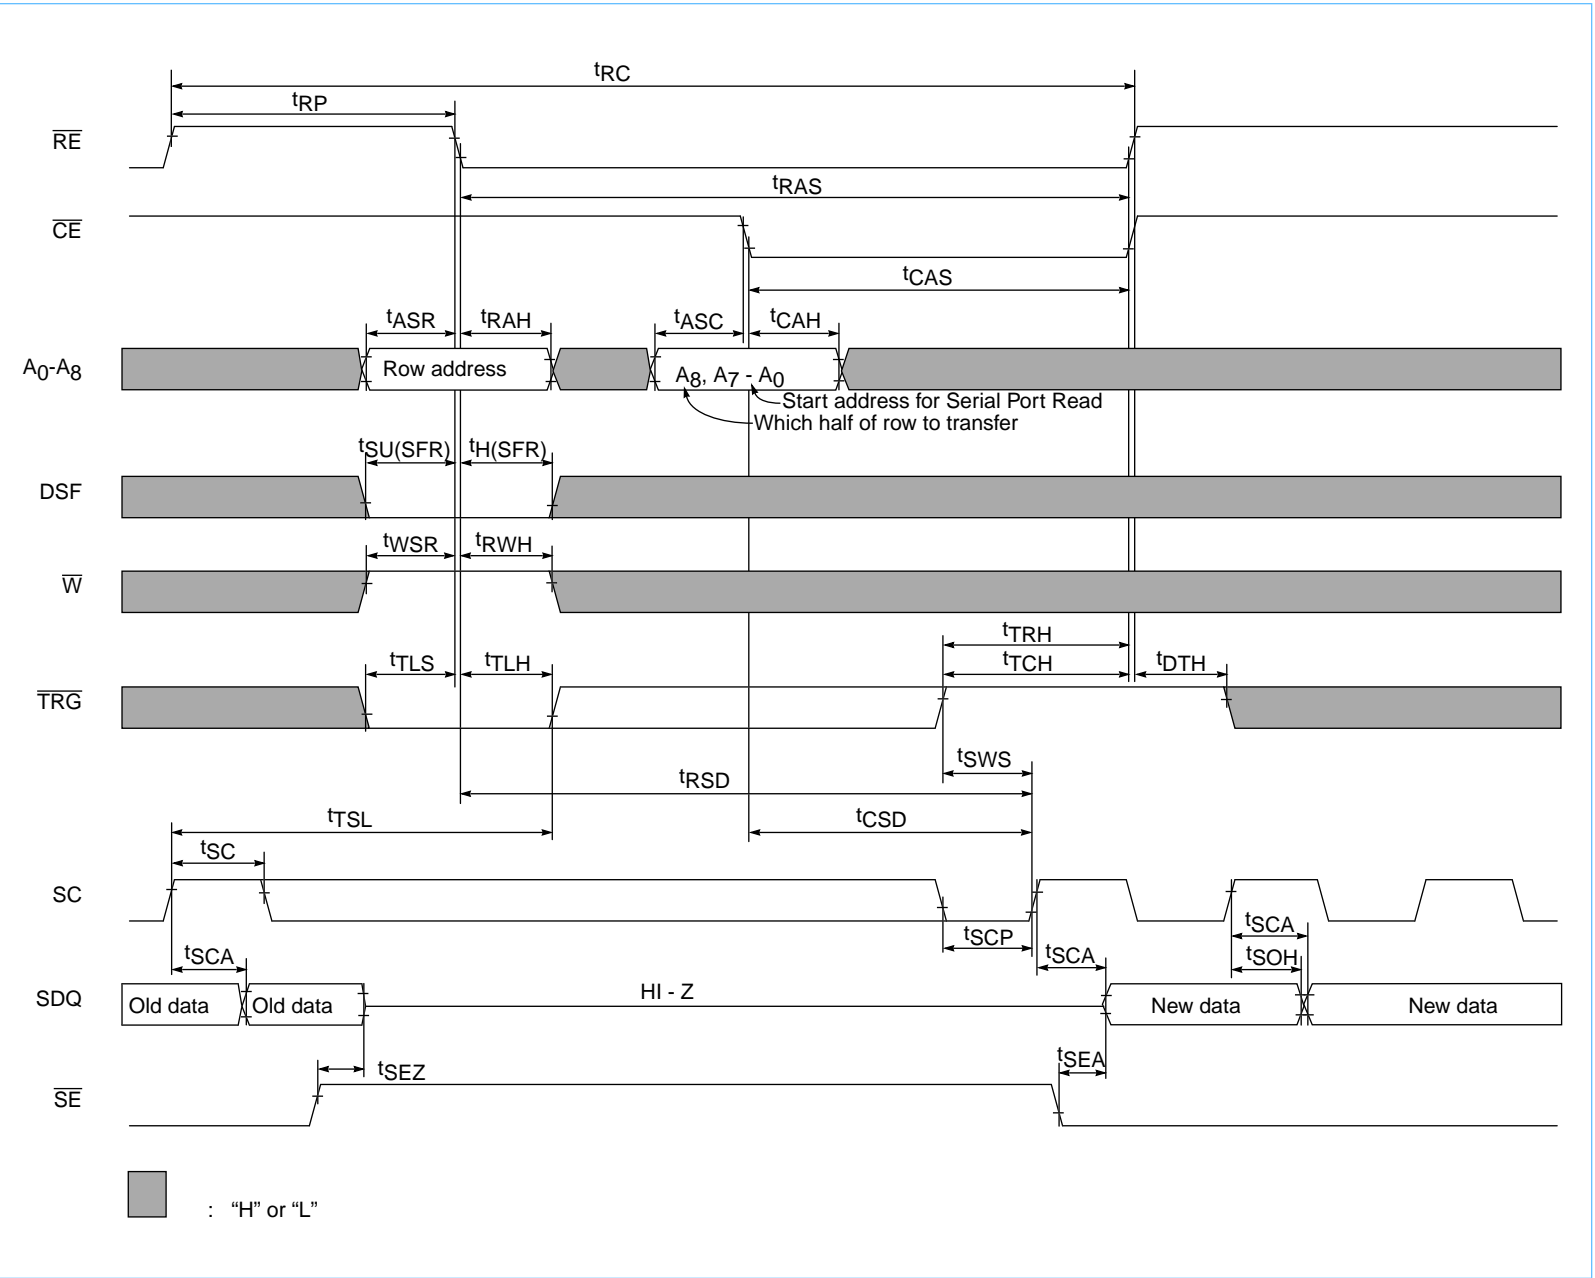 tRC
tRP
RE
tRAS
CE
tCAS
tASR tRAH tASC tCAH
A0-A8 Row address A8, A7 - A0
Start address for Serial Port Read
Which half of row to transfer
tSU(SFR) tH(SFR)
DSF
tWSR tRWH
W
tTRH
tTLS tTLH tTCH tDTH
TRG
tSWS
tRSD
tTSL tCSD
tSC
SC
tSCP tSCA
tSCA tSCA tSOH
SDQ Old data Old data HI - Z New data New data
tSEZ tSEA
SE
: “H” or “L”